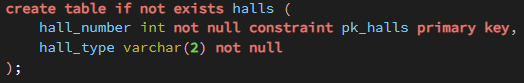 create table if not exists halls (
    hall_number int not null constraint pk_halls primary key,
    hall_type varchar(2) not null
);